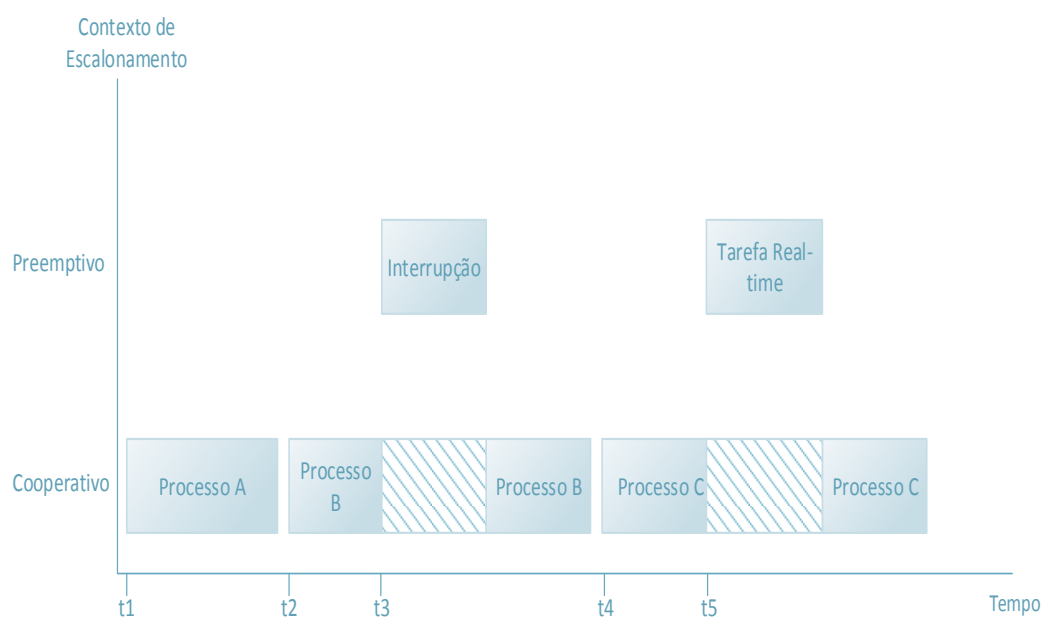 Contexto de
Escalonamento
Preemptivo
Interrupção
Tarefa Real-
time
Cooperativo
Processo A
Processo
B
Processo B
Processo C
Processo C
t1
t2
t3
t4
t5
Tempo